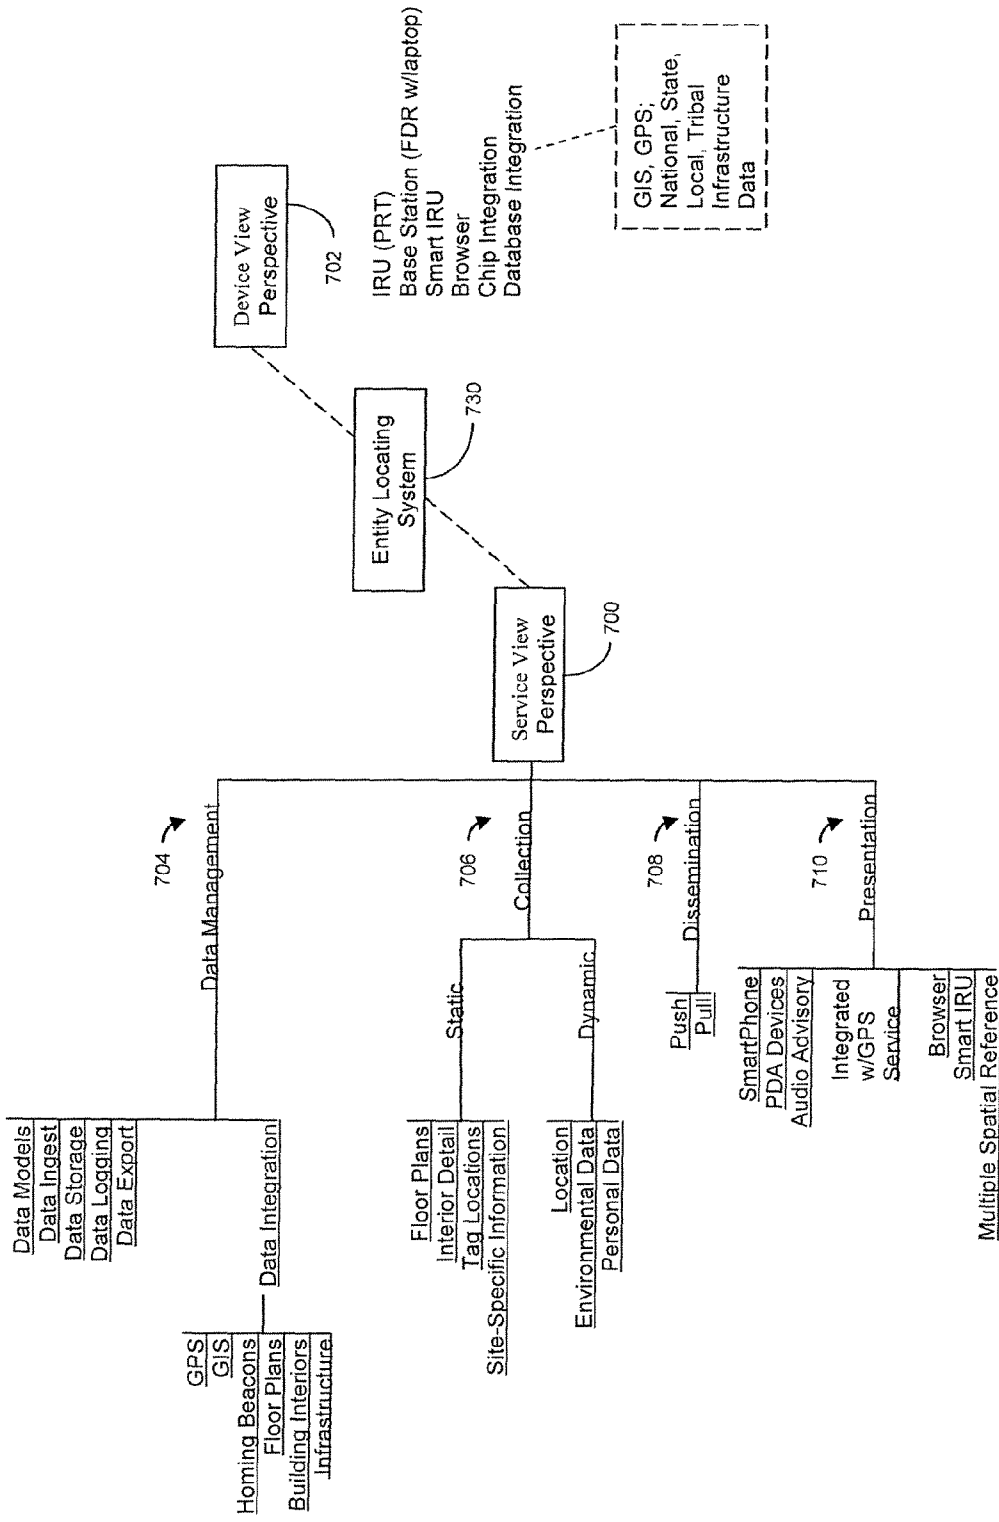 Data Models
Data Ingest
Data Storage
Data Logging
Data Export
Data Integration
GPS
GIS
Homing Beacons
Floor Plans
Building Interiors
Infrastructure
704
Data Management
Floor Plans
Interior Detail
Tag Locations
Site-Specific Information
Static
Location
Environmental Data
Personal Data
Dynamic
706
Collection
Push
Pull
708
Dissemination
SmartPhone
PDA Devices
Audio Advisory
Integrated
w/GPS
Service
Browser
Smart IRU
Multiple Spatial Reference
710
Presentation
Service View
Perspective
700
Entity Locating
System
730
Device View
Perspective
702
IRU (PRT)
Base Station (FDR w/laptop)
Smart IRU
Browser
Chip Integration
Database Integration
GIS, GPS;
National, State,
Local, Tribal
Infrastructure
Data